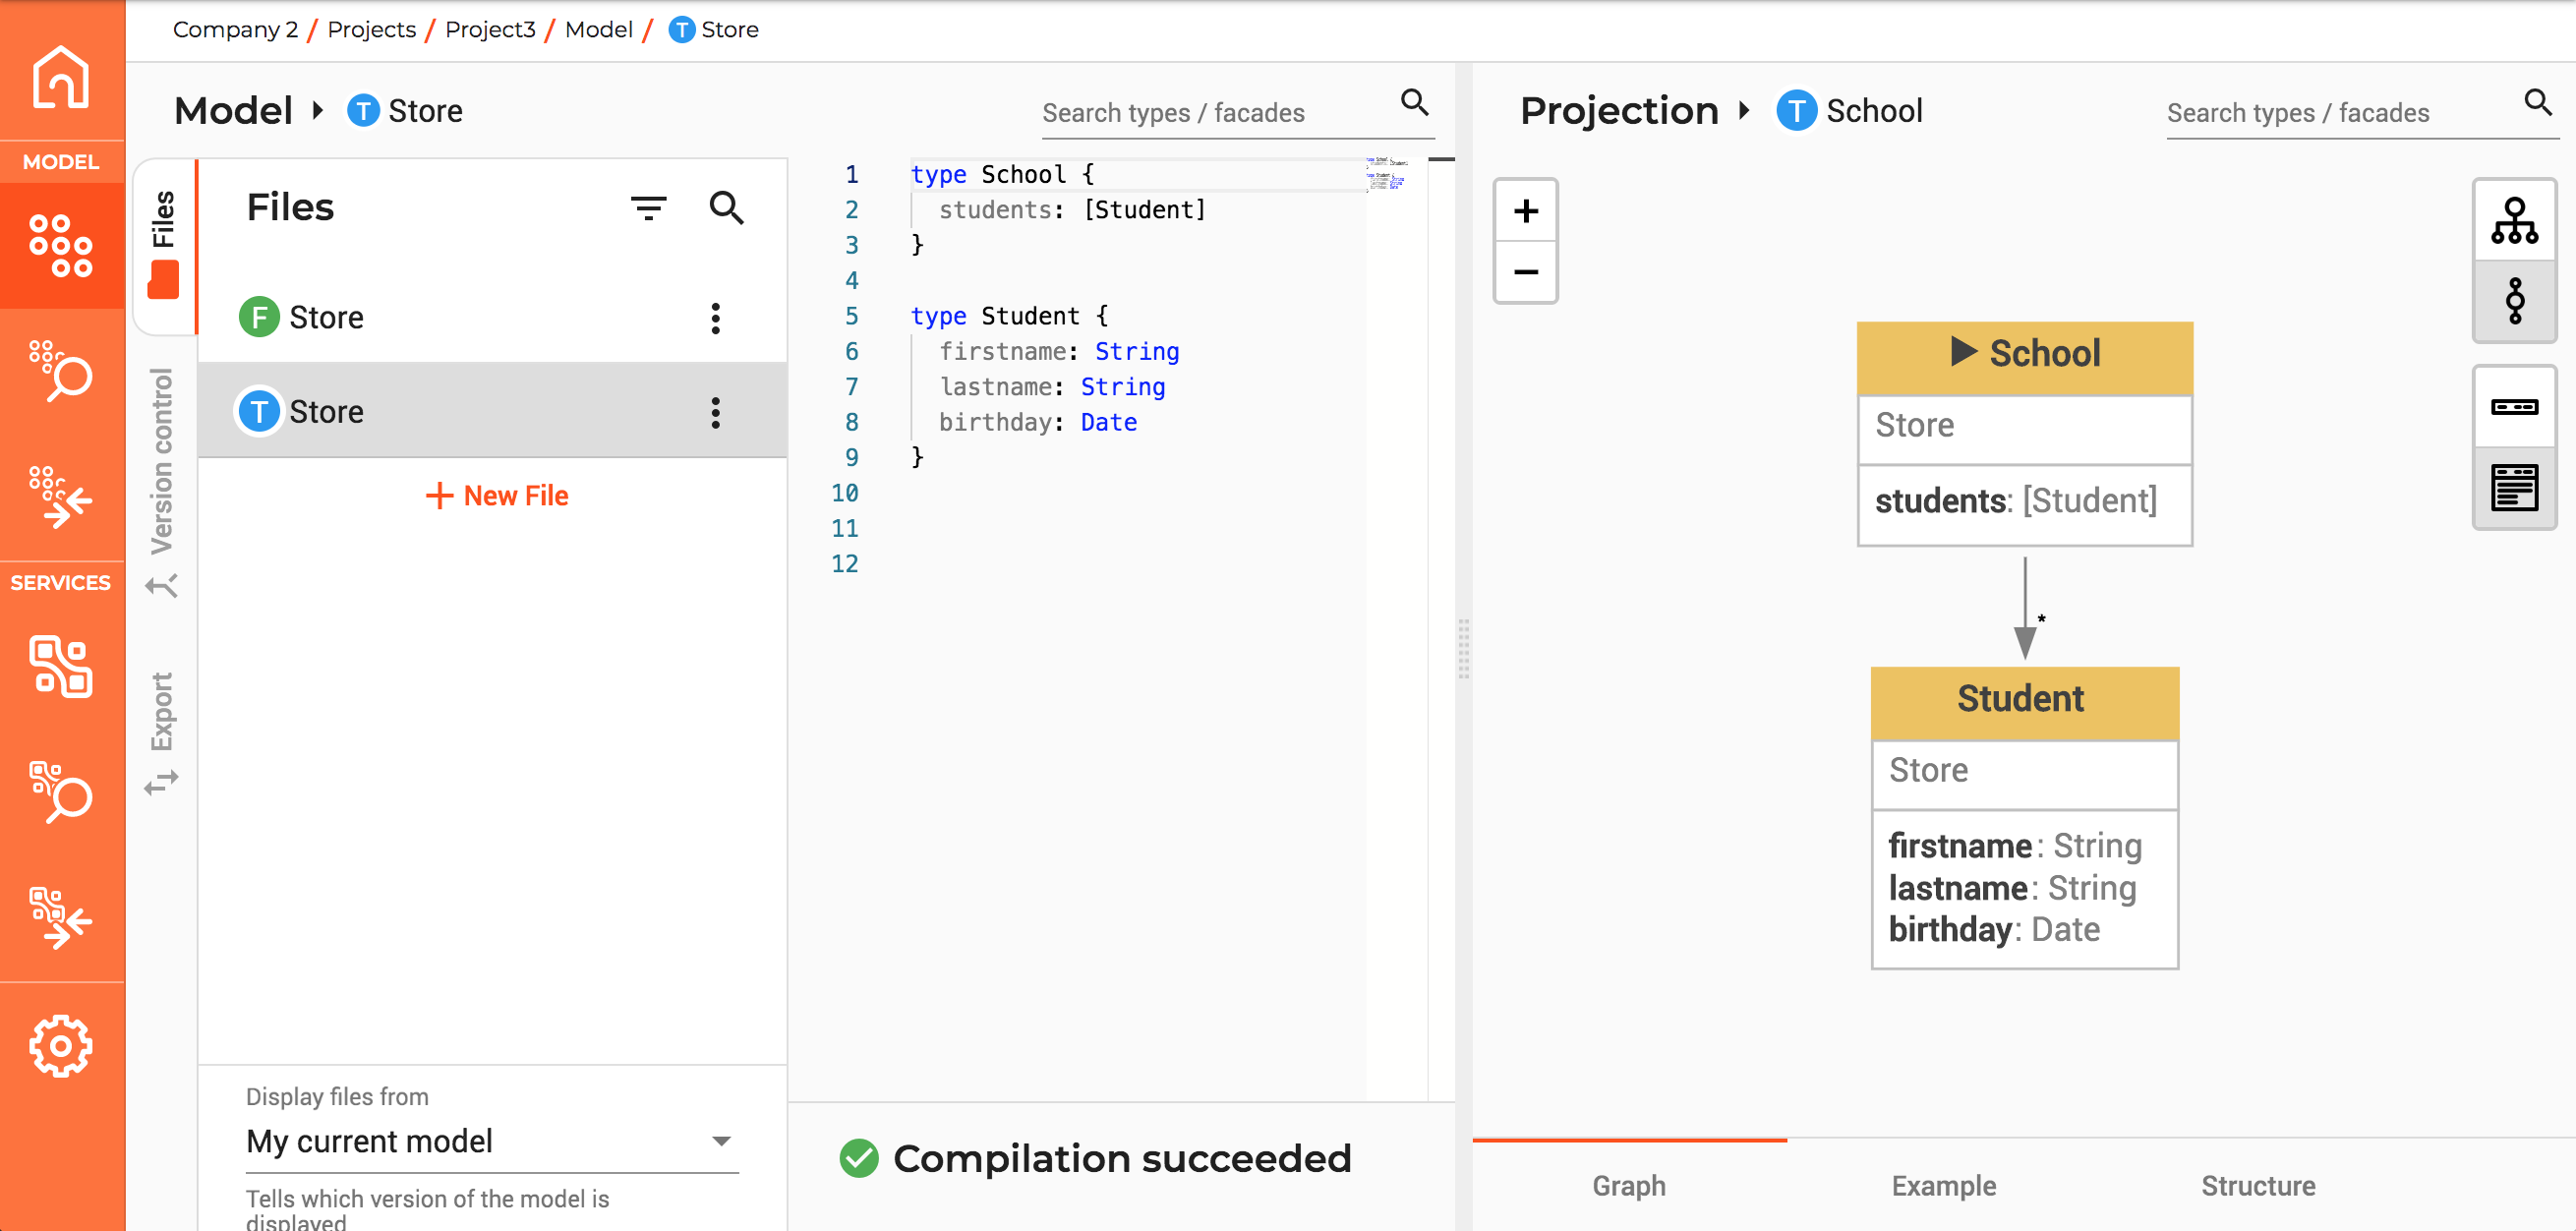 Company 2 / Projects / Project3 / Model / T Store
MODEL
SERVICES
Model T Store
Search types / facades
Files
Version control
Export
Files
F Store
T Store
+ New File
Display files from
My current model
Tells which version of the model is
displayed
1 type School {
2 students: [Student]
3 }
4
5 type Student {
6 firstname: String
7 lastname: String
8 birthday: Date
9 }
10
11
12
Compilation succeeded
Projection T School
Search types / facades
+
−
School
Store
students: [Student]
*
Student
Store
firstname: String
lastname: String
birthday: Date
Graph Example Structure